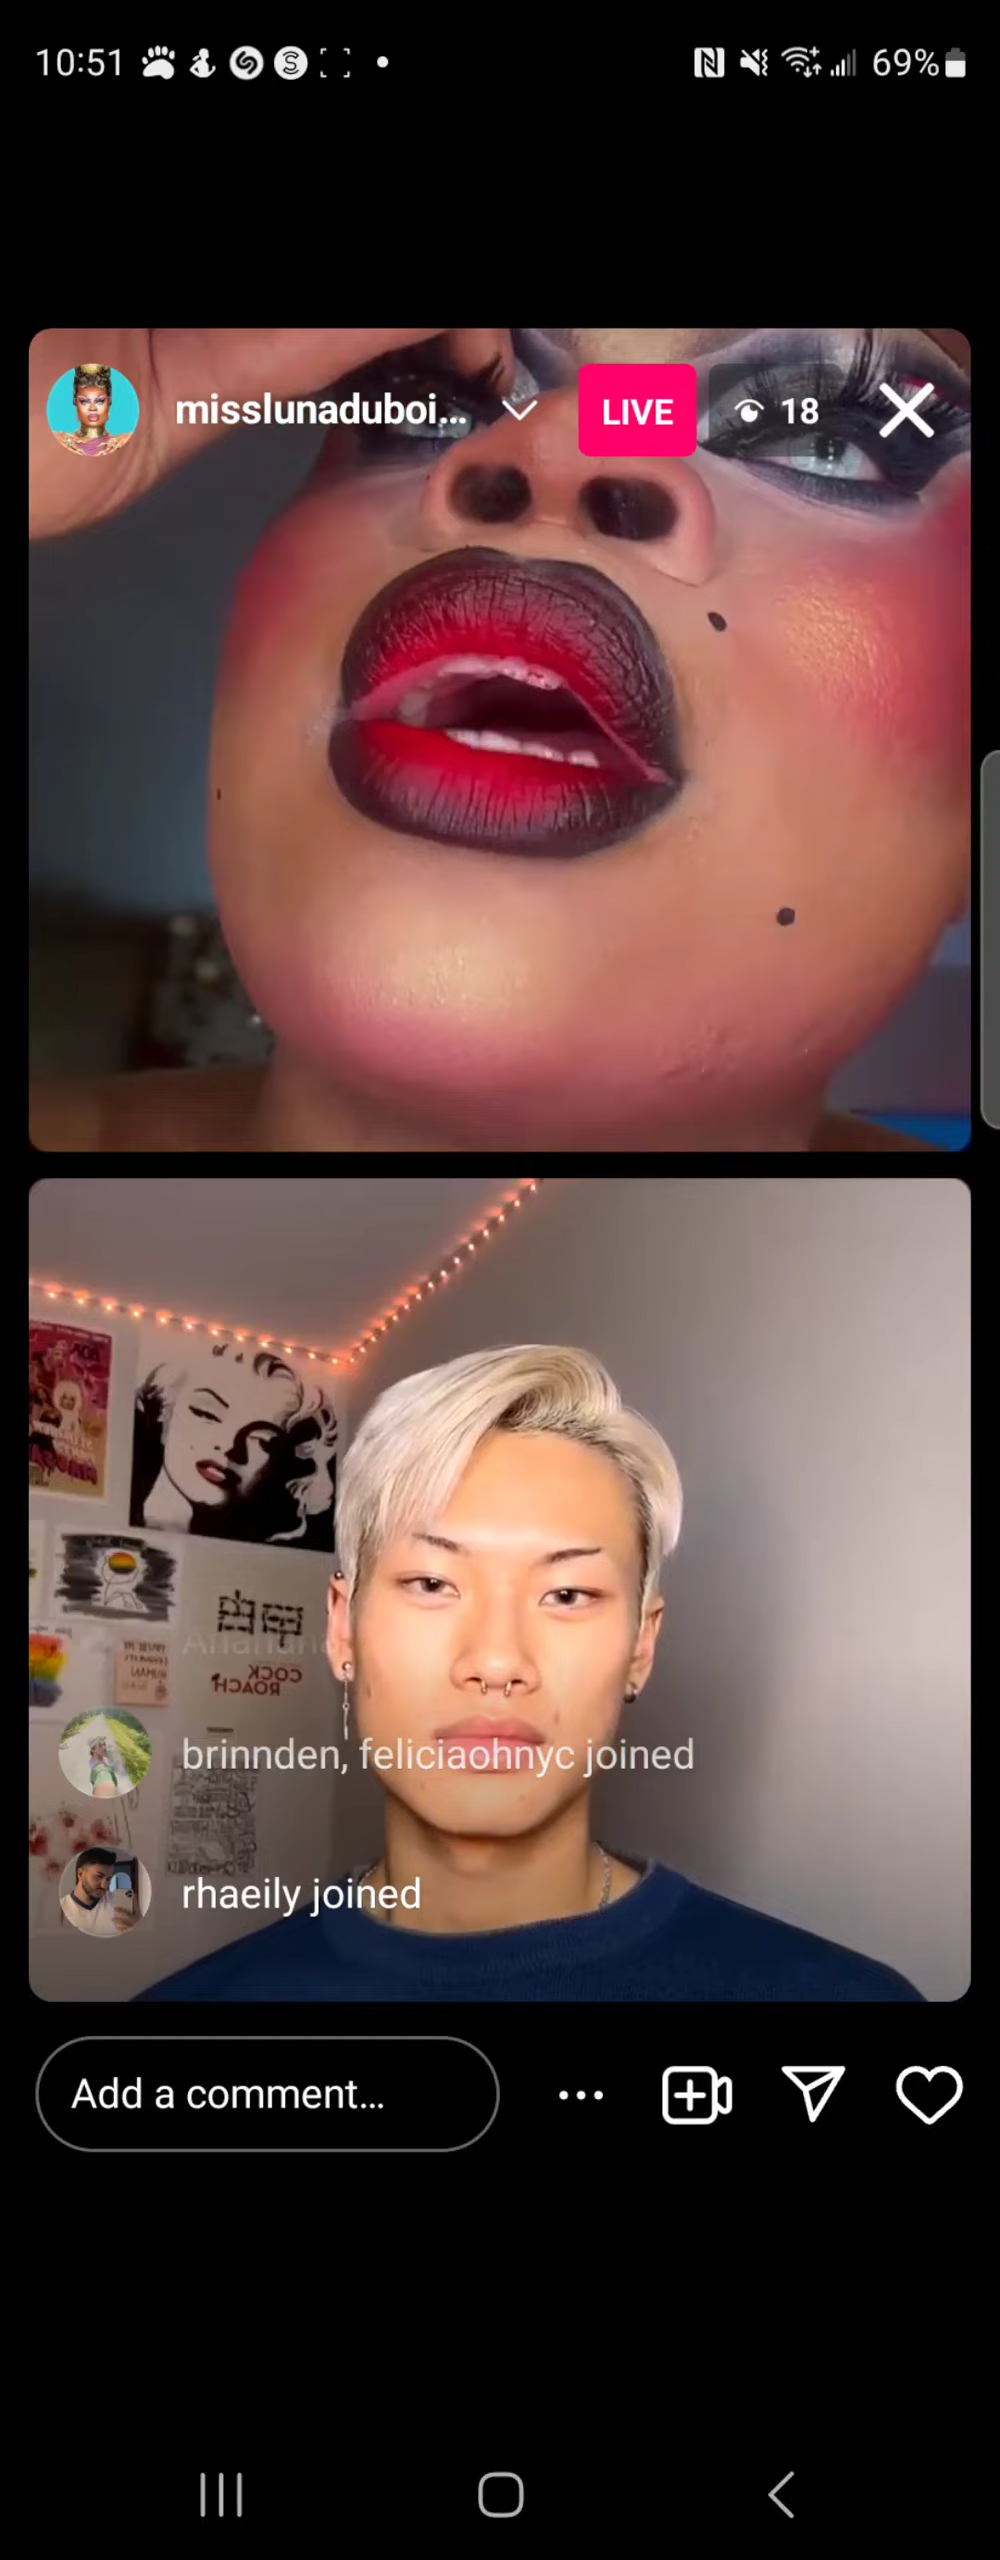 10:51
69%
misslunaduboi...
LIVE
18
COCK
ROACH
brinnden, feliciaohnyc joined
rhaeily joined
Add a comment...